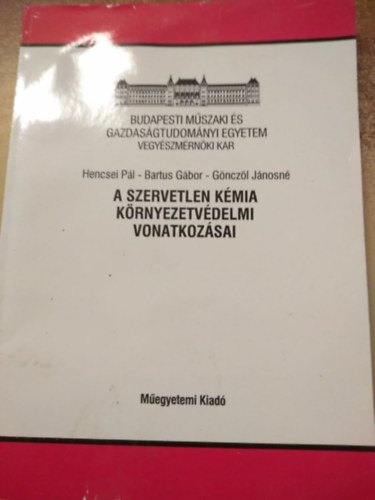 BUDAPESTI MŰSZAKI ÉS
GAZDASÁGTUDOMÁNYI EGYETEM
VEGYÉSZMÉRNÖKI KAR
Hencsei Pál - Bartus Gábor - Gönczöl Jánosné
A SZERVETLEN KÉMIA
KÖRNYEZETVÉDELMI
VONATKOZÁSAI
Műegyetemi Kiadó